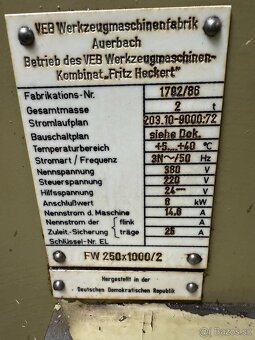 VEB Werkzeugmaschinenfabrik
Auerbach
Betrieb des VEB Werkzeugmaschinen-
Kombinat „Fritz Heckert"
Fabrikations-Nr. 1782/86
Gesamtmasse 2 t
Stromlaufplan 203.10-9000:72
Bauschaltplan siehe Dok.
Temperaturbereich +5...+40 °C
Stromart / Frequenz 3N~/50 Hz
Nennspannung 380 V
Steuerspannung 220 V
Hilfsspannung 24 V
Anschlußwert 8 kW
Nennstrom d. Maschine 14,8 A
Nennstrom der flink A
Zuleit.-Sicherung träge 25 A
Schlüssel-Nr. EL
FW 250x1000/2
Hergestellt in der
Deutschen Demokratischen Republik